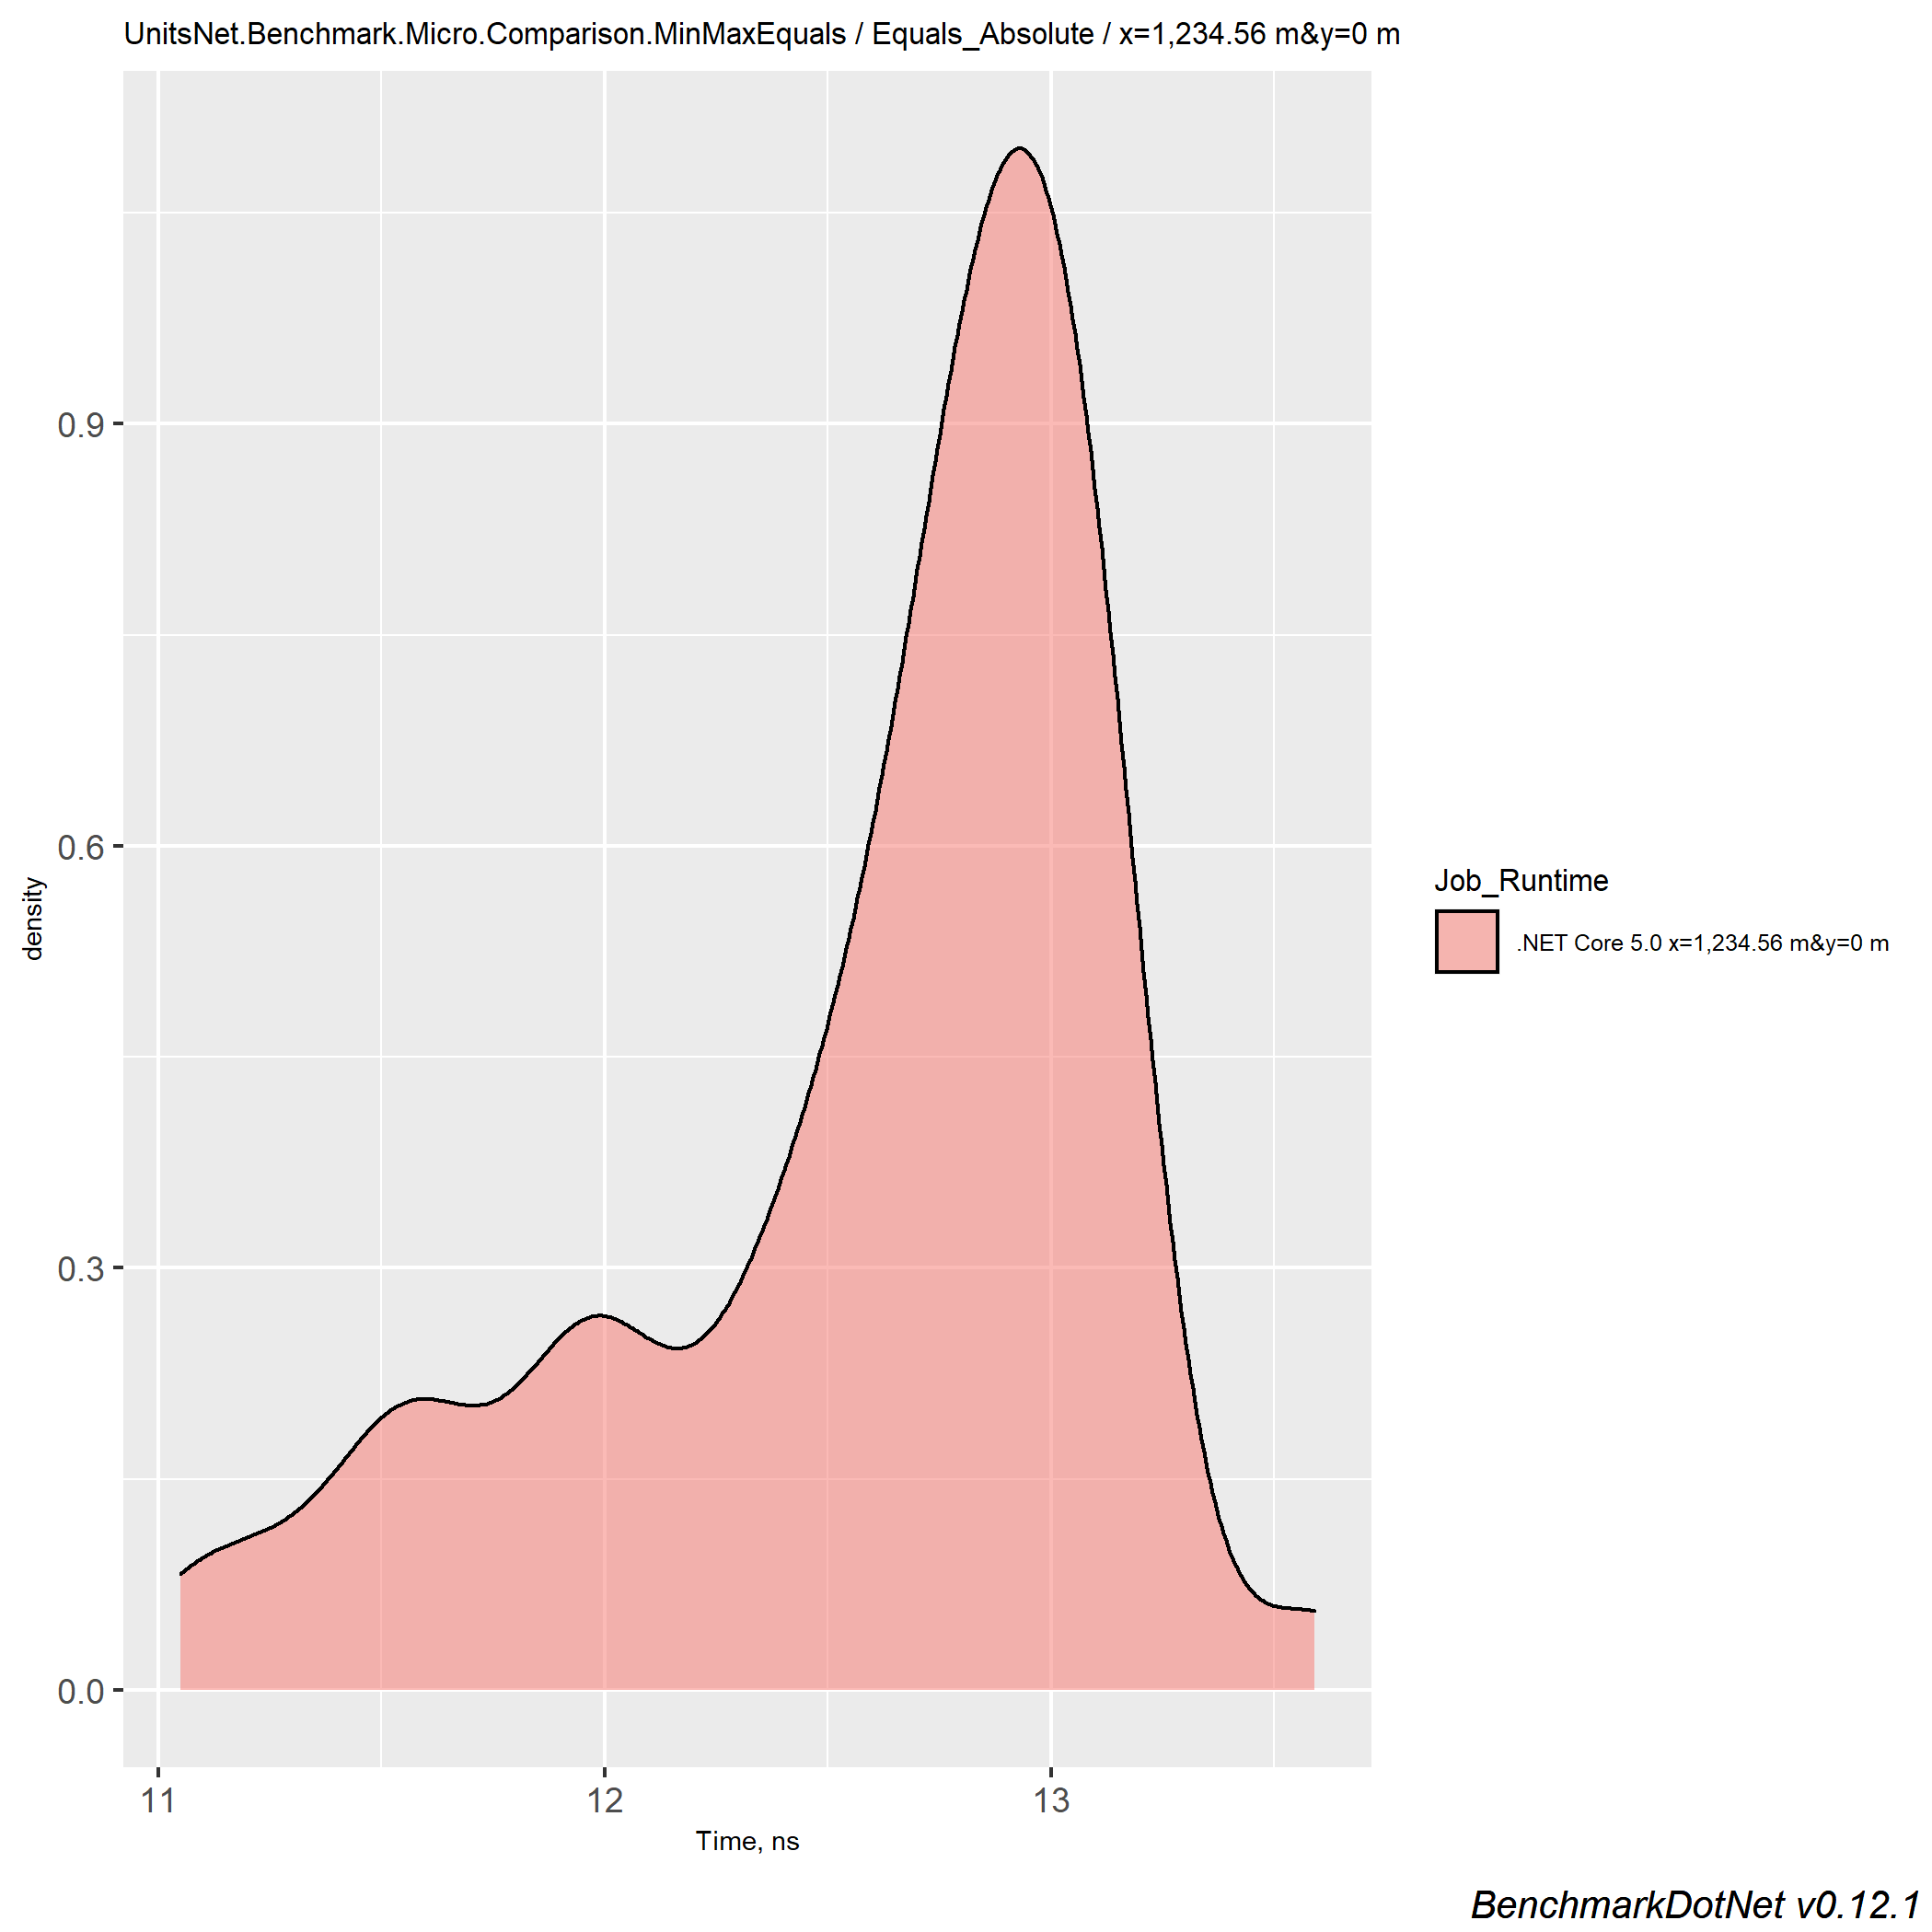 UnitsNet.Benchmark.Micro.Comparison.MinMaxEquals / Equals_Absolute / x=1,234.56 m&y=0 m
density
0.9
0.6
0.3
0.0
11 12 13
Time, ns
Job_Runtime
.NET Core 5.0 x=1,234.56 m&y=0 m
BenchmarkDotNet v0.12.1